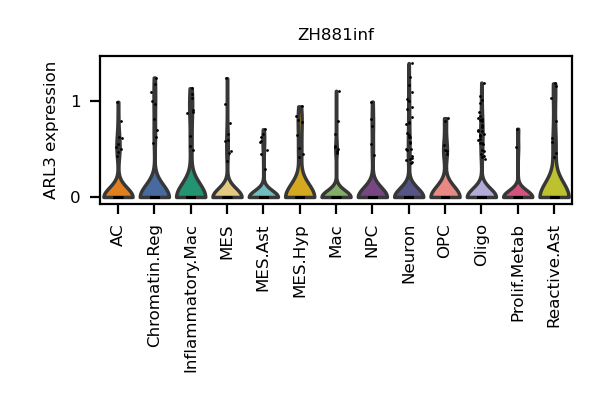 ZH881inf
ARL3 expression
1
0
AC
Chromatin.Reg
Inflammatory.Mac
MES
MES.Ast
MES.Hyp
Mac
NPC
Neuron
OPC
Oligo
Prolif.Metab
Reactive.Ast